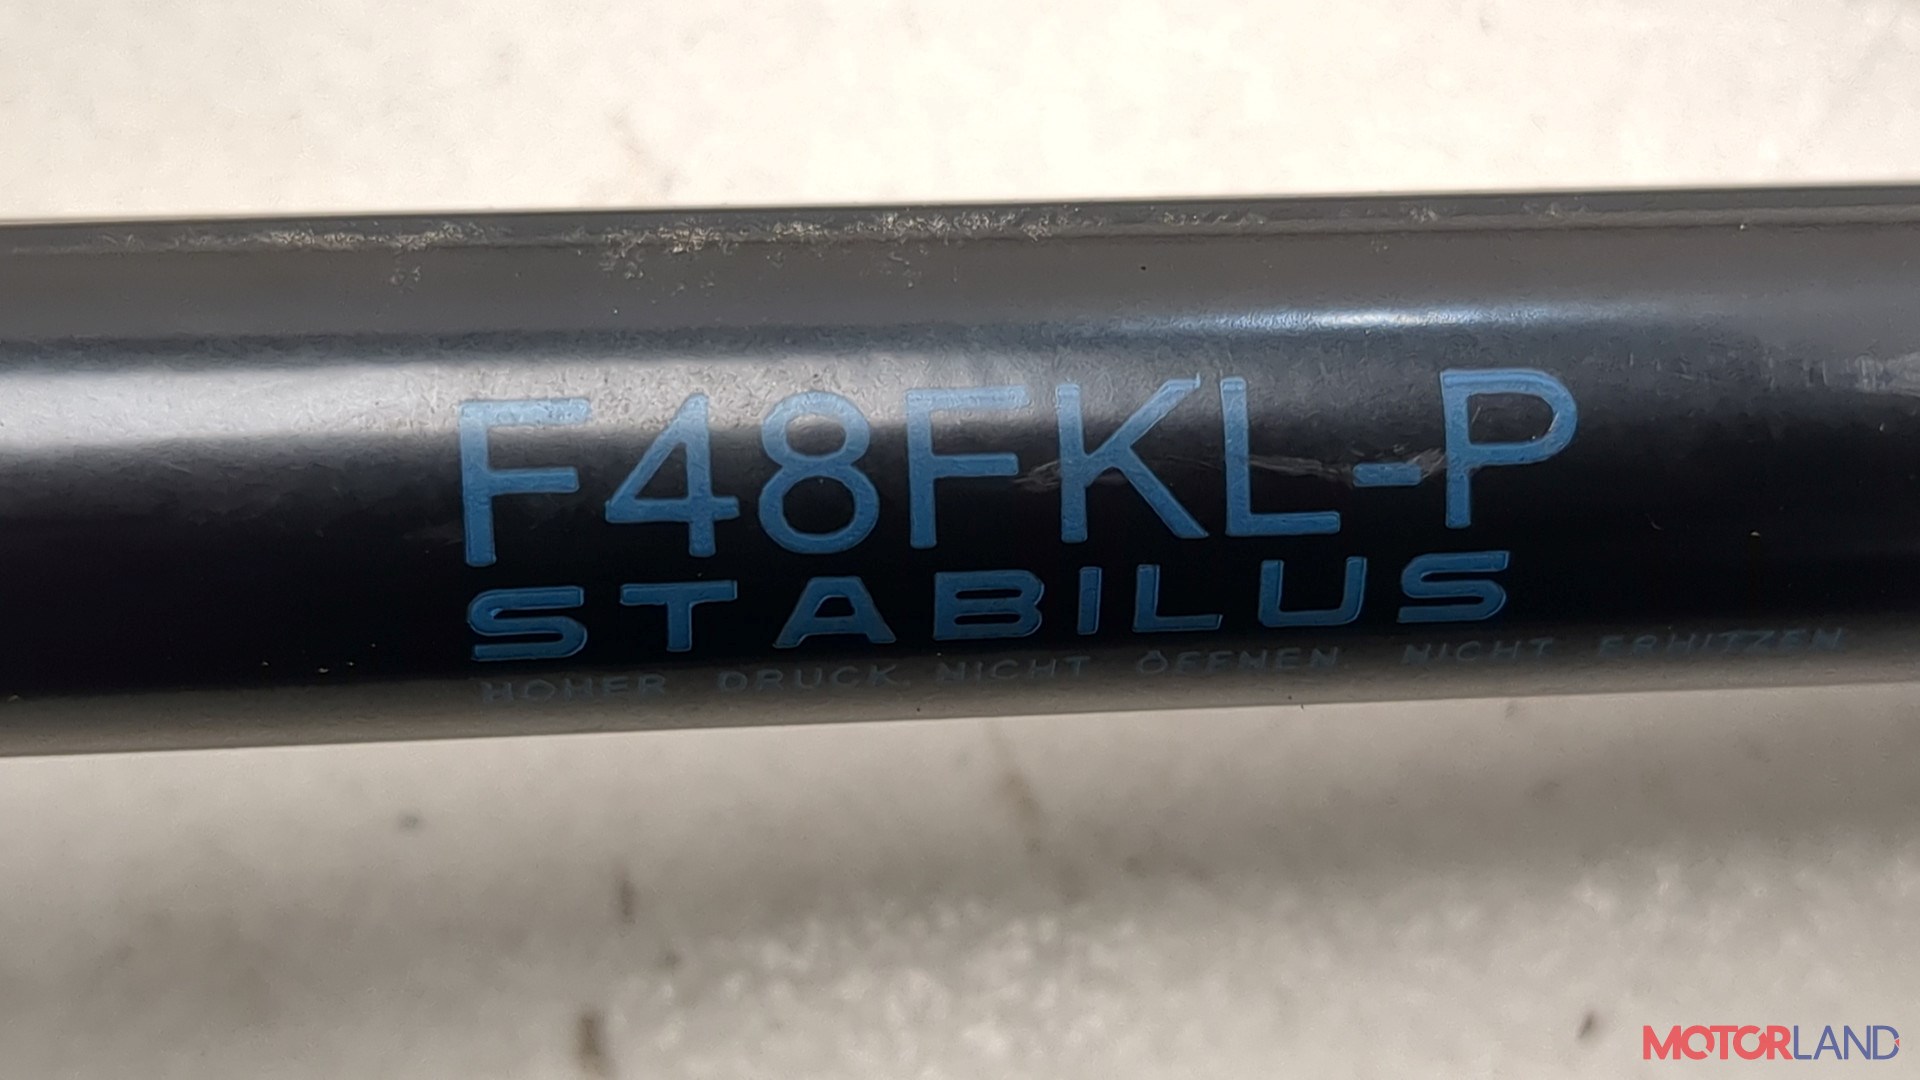 F48FKL-P
STABILUS
HOHER DRUCK. NICHT ÖFFNEN. NICHT ERHITZEN
MOTORLAND